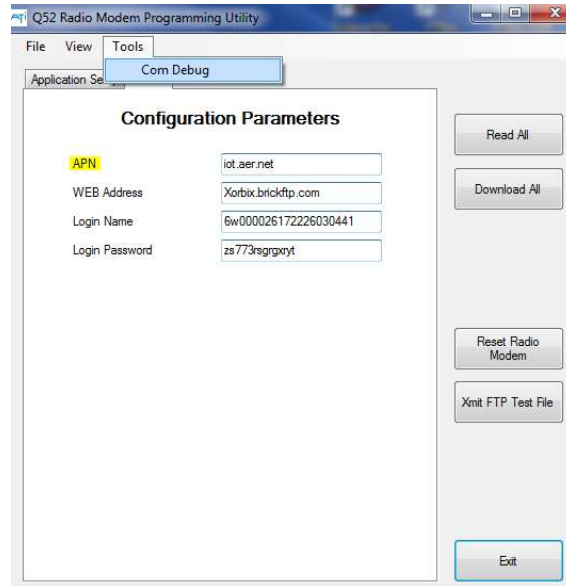 Q52 Radio Modem Programming Utility
File View Tools
Com Debug
Configuration Parameters
APN iot.aer.net
WEB Address Xorbix.brickftp.com
Login Name 6w000026172226030441
Login Password zs773rsgrgxryt
Read All
Download All
Reset Radio
Modem
Xmit FTP Test File
Exit